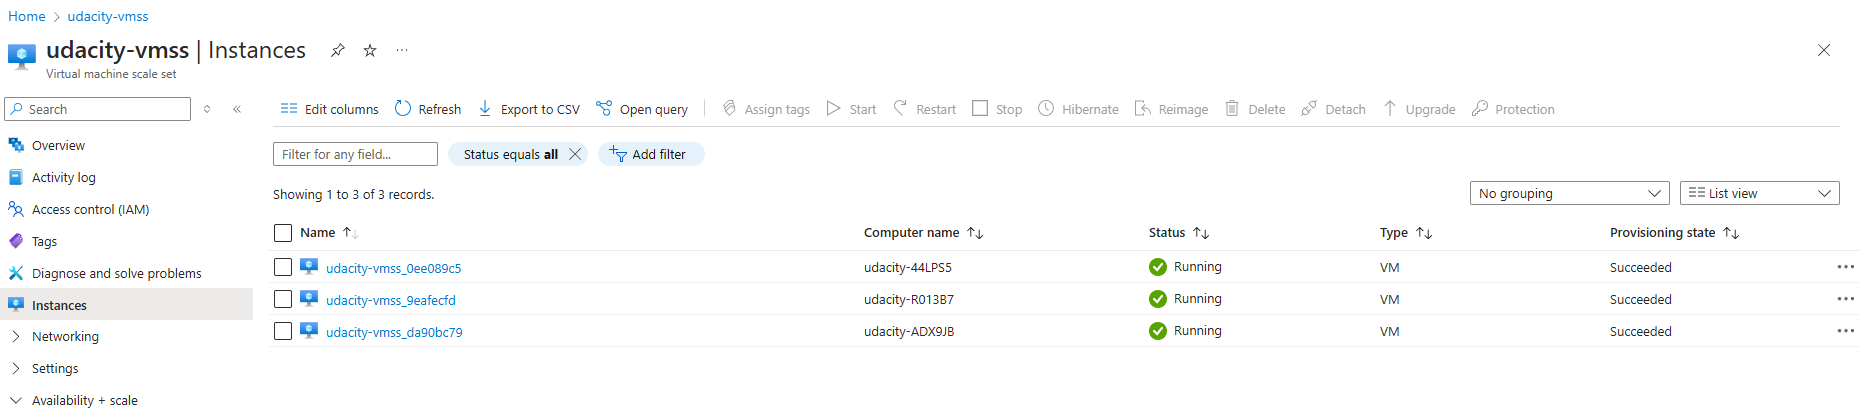 Home > udacity-vmss
udacity-vmss | Instances
Virtual machine scale set
Search
Edit columns Refresh Export to CSV Open query Assign tags Start Restart Stop Hibernate Reimage Delete Detach Upgrade Protection
Overview
Activity log
Access control (IAM)
Tags
Diagnose and solve problems
Instances
Networking
Settings
Availability + scale
Filter for any field... Status equals all Add filter
Showing 1 to 3 of 3 records. No grouping List view
Name Computer name Status Type Provisioning state
udacity-vmss_0ee089c5 udacity-44LPS5 Running VM Succeeded
udacity-vmss_9eafecfd udacity-R013B7 Running VM Succeeded
udacity-vmss_da90bc79 udacity-ADX9JB Running VM Succeeded